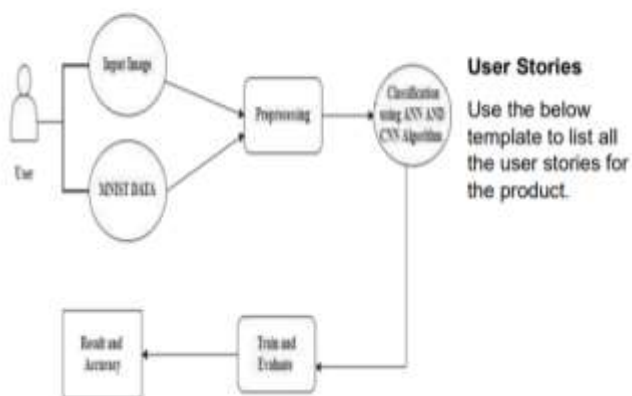 Input Image
User
MNIST DATA
Preprocessing
Classification
using ANN AND
CNN Algorithm
User Stories
Use the below
template to list all
the user stories for
the product.
Result and
Accuracy
Train and
Evaluate